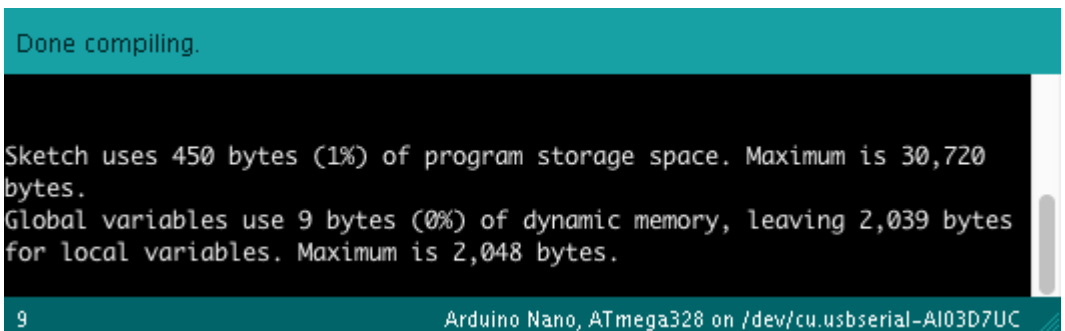 Done compiling.
Sketch uses 450 bytes (1%) of program storage space. Maximum is 30,720
bytes.
Global variables use 9 bytes (0%) of dynamic memory, leaving 2,039 bytes
for local variables. Maximum is 2,048 bytes.
9 Arduino Nano, ATmega328 on /dev/cu.usbserial-AI03D7UC